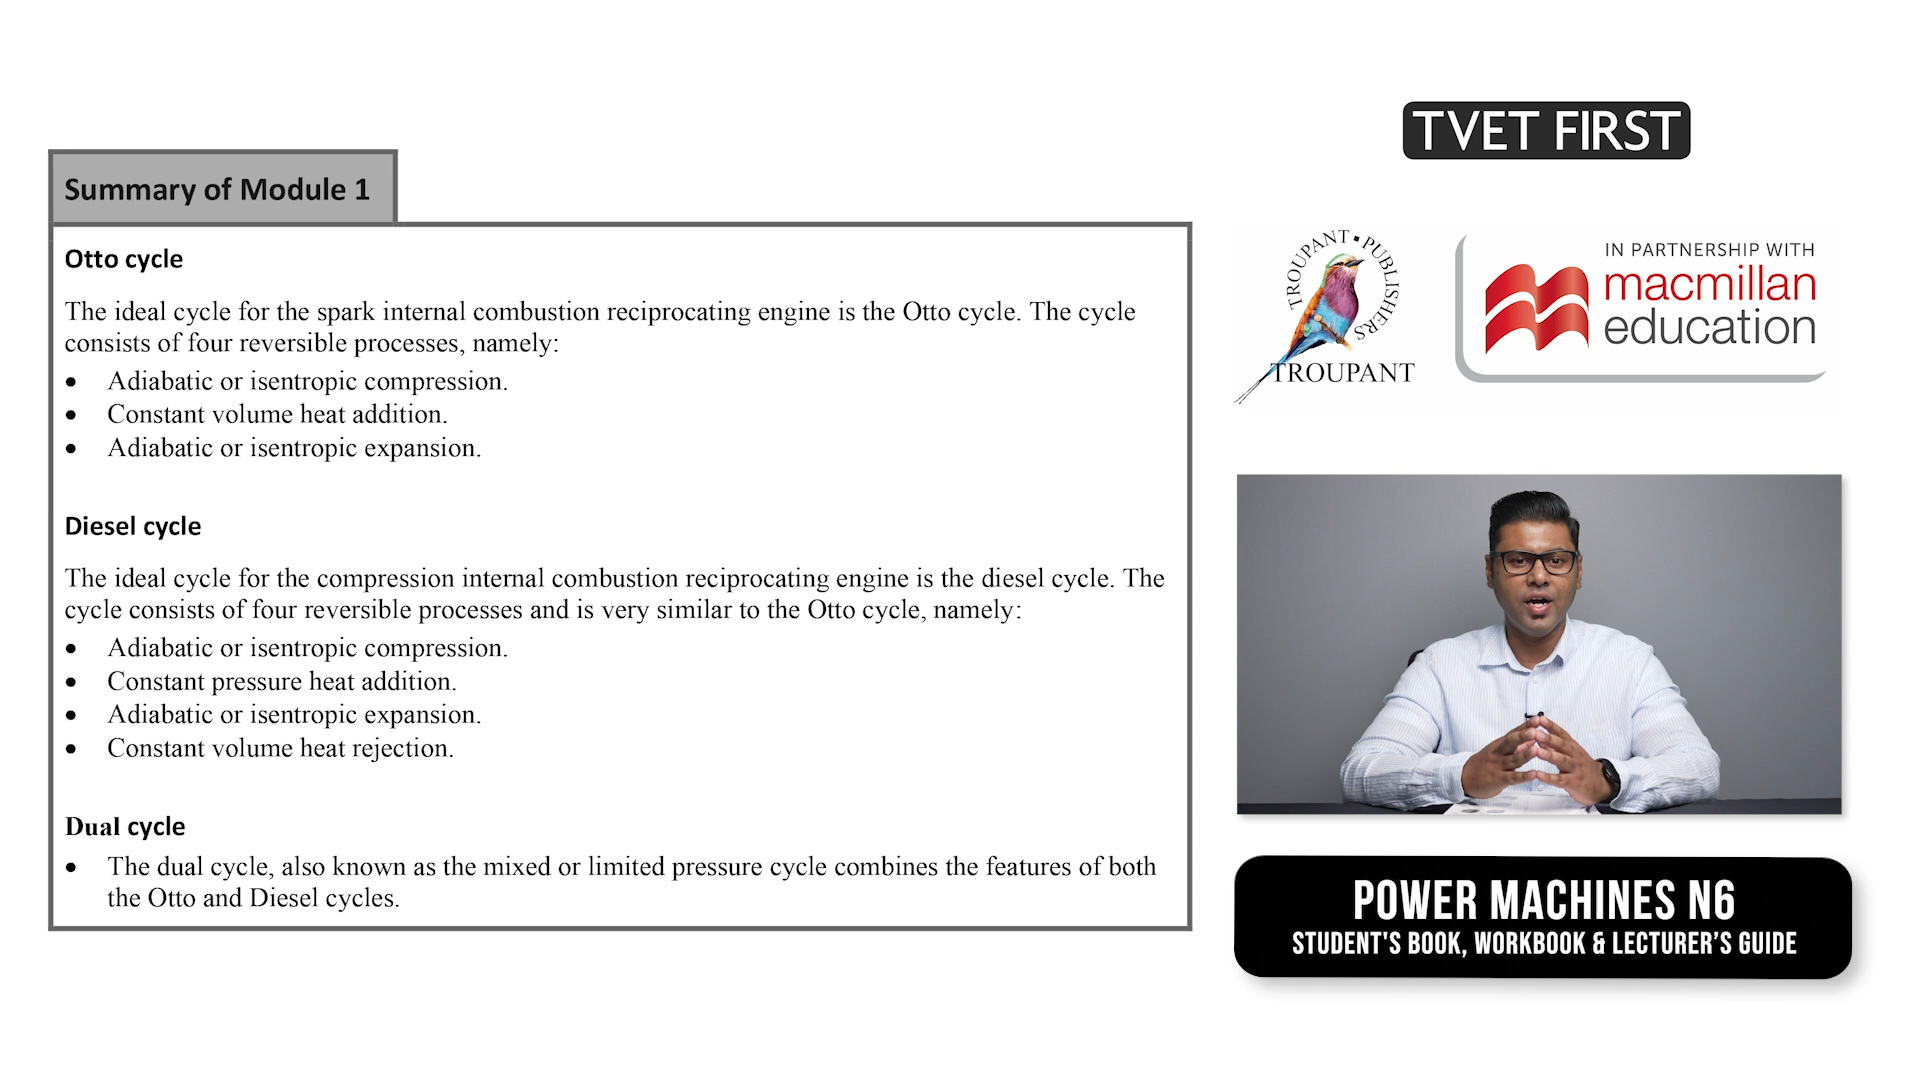 Summary of Module 1
Otto cycle
The ideal cycle for the spark internal combustion reciprocating engine is the Otto cycle. The cycle
consists of four reversible processes, namely:
• Adiabatic or isentropic compression.
• Constant volume heat addition.
• Adiabatic or isentropic expansion.
Diesel cycle
The ideal cycle for the compression internal combustion reciprocating engine is the diesel cycle. The
cycle consists of four reversible processes and is very similar to the Otto cycle, namely:
• Adiabatic or isentropic compression.
• Constant pressure heat addition.
• Adiabatic or isentropic expansion.
• Constant volume heat rejection.
Dual cycle
• The dual cycle, also known as the mixed or limited pressure cycle combines the features of both
the Otto and Diesel cycles.
TVET FIRST
TROUPANT ▪ PUBLISHERS
TROUPANT
IN PARTNERSHIP WITH
macmillan
education
POWER MACHINES N6
STUDENT'S BOOK, WORKBOOK & LECTURER’S GUIDE